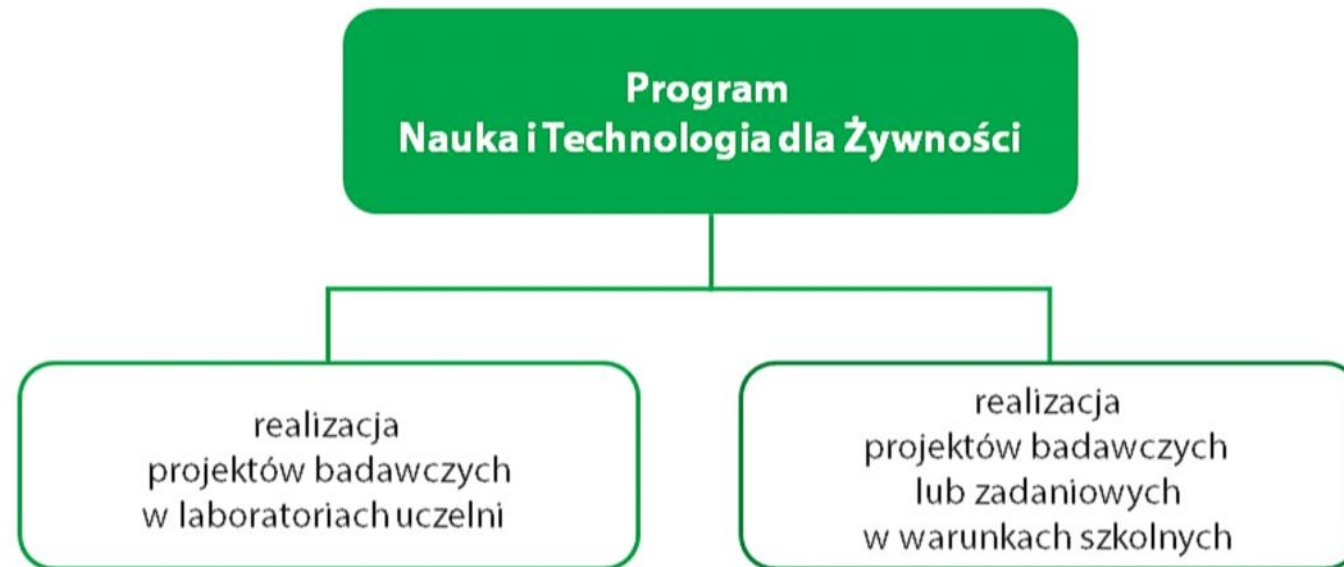 Program
Nauka i Technologia dla Żywności
realizacja
projektów badawczych
w laboratoriach uczelni
realizacja
projektów badawczych
lub zadaniowych
w warunkach szkolnych